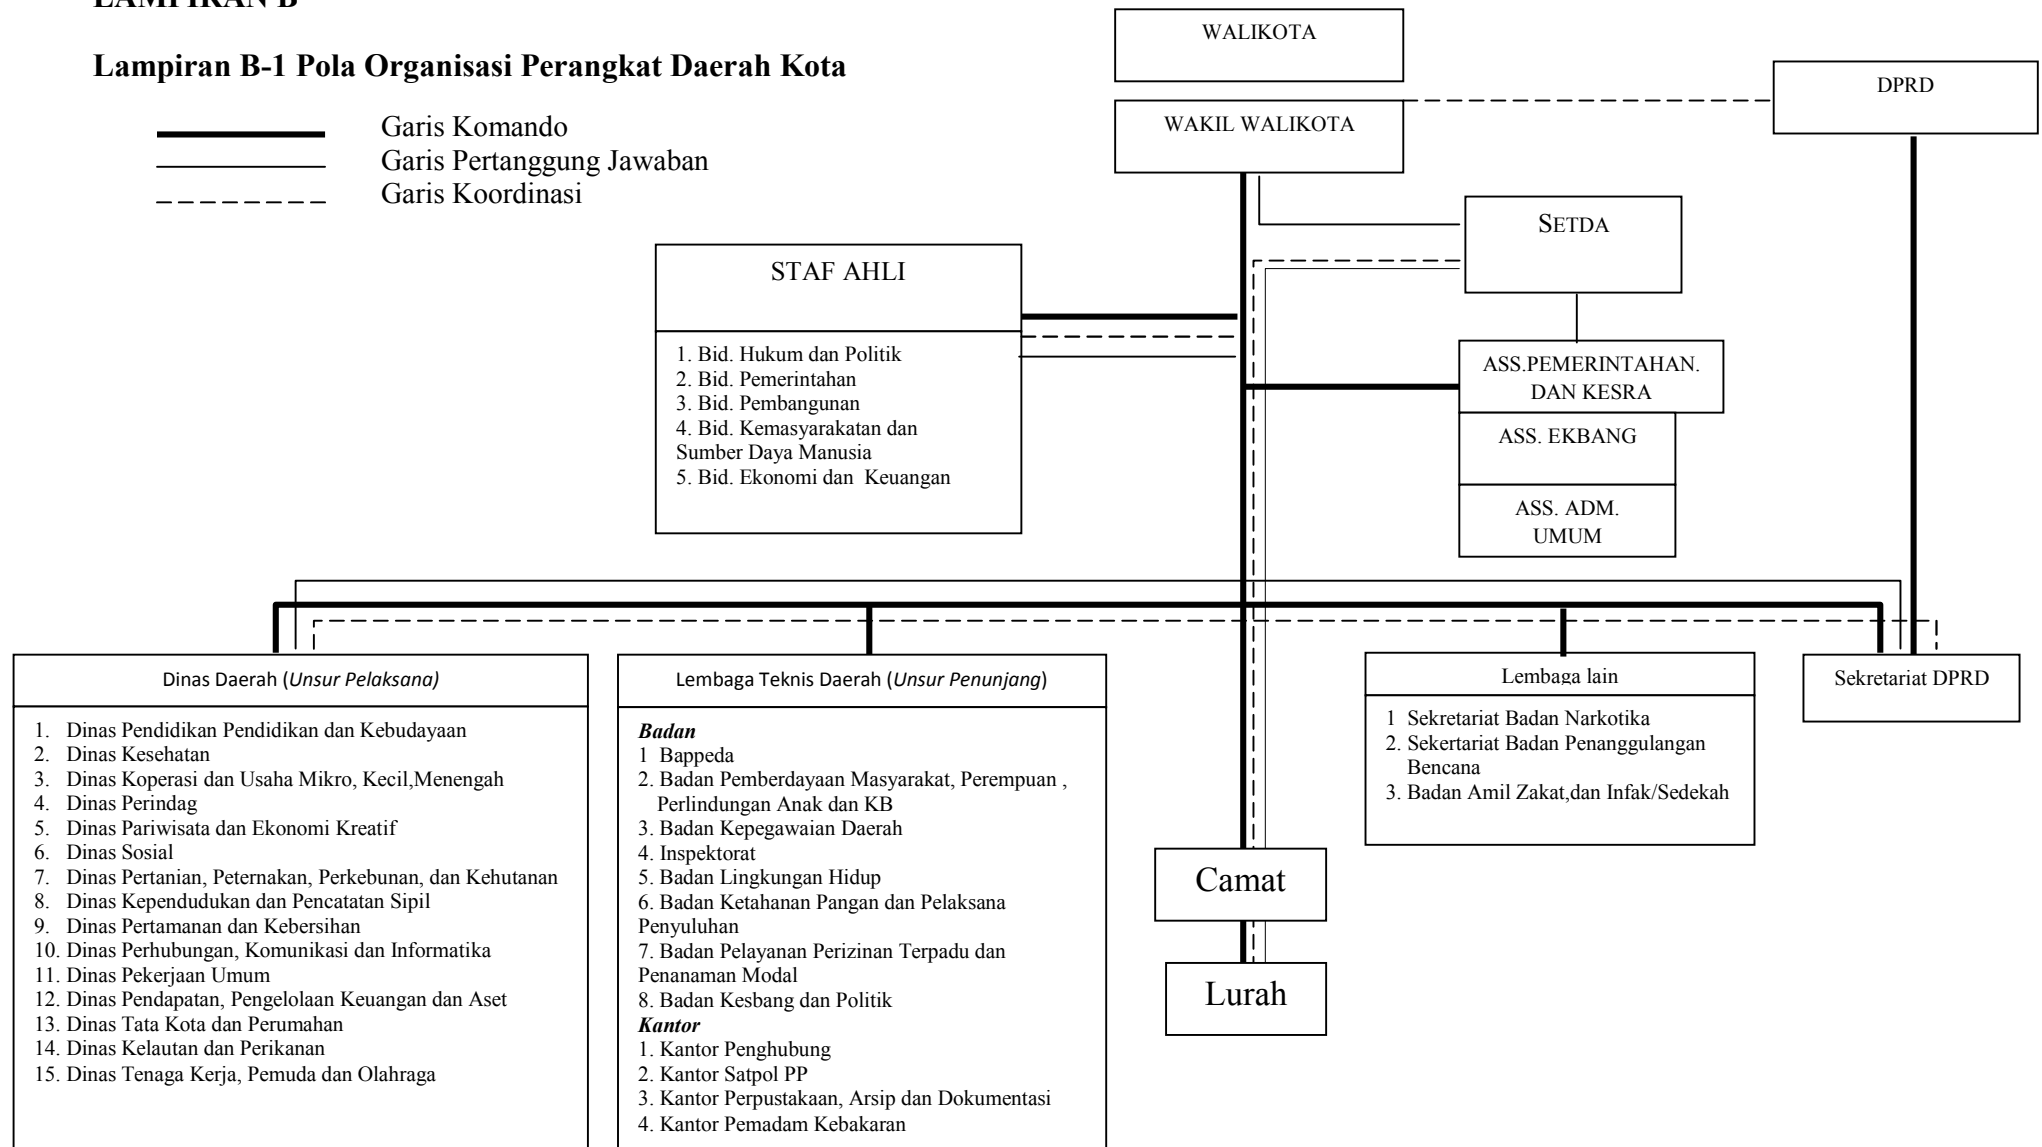 LAMPIRAN B
Lampiran B-1 Pola Organisasi Perangkat Daerah Kota
Garis Komando
Garis Pertanggung Jawaban
Garis Koordinasi
WALIKOTA
WAKIL WALIKOTA
DPRD
SETDA
STAF AHLI
1. Bid. Hukum dan Politik
2. Bid. Pemerintahan
3. Bid. Pembangunan
4. Bid. Kemasyarakatan dan
Sumber Daya Manusia
5. Bid. Ekonomi dan Keuangan
ASS.PEMERINTAHAN.
DAN KESRA
ASS. EKBANG
ASS. ADM.
UMUM
Dinas Daerah (Unsur Pelaksana)
1. Dinas Pendidikan Pendidikan dan Kebudayaan
2. Dinas Kesehatan
3. Dinas Koperasi dan Usaha Mikro, Kecil,Menengah
4. Dinas Perindag
5. Dinas Pariwisata dan Ekonomi Kreatif
6. Dinas Sosial
7. Dinas Pertanian, Peternakan, Perkebunan, dan Kehutanan
8. Dinas Kependudukan dan Pencatatan Sipil
9. Dinas Pertamanan dan Kebersihan
10. Dinas Perhubungan, Komunikasi dan Informatika
11. Dinas Pekerjaan Umum
12. Dinas Pendapatan, Pengelolaan Keuangan dan Aset
13. Dinas Tata Kota dan Perumahan
14. Dinas Kelautan dan Perikanan
15. Dinas Tenaga Kerja, Pemuda dan Olahraga
Lembaga Teknis Daerah (Unsur Penunjang)
Badan
1 Bappeda
2. Badan Pemberdayaan Masyarakat, Perempuan ,
Perlindungan Anak dan KB
3. Badan Kepegawaian Daerah
4. Inspektorat
5. Badan Lingkungan Hidup
6. Badan Ketahanan Pangan dan Pelaksana
Penyuluhan
7. Badan Pelayanan Perizinan Terpadu dan
Penanaman Modal
8. Badan Kesbang dan Politik
Kantor
1. Kantor Penghubung
2. Kantor Satpol PP
3. Kantor Perpustakaan, Arsip dan Dokumentasi
4. Kantor Pemadam Kebakaran
Lembaga lain
1 Sekretariat Badan Narkotika
2. Sekertariat Badan Penanggulangan
Bencana
3. Badan Amil Zakat,dan Infak/Sedekah
Sekretariat DPRD
Camat
Lurah